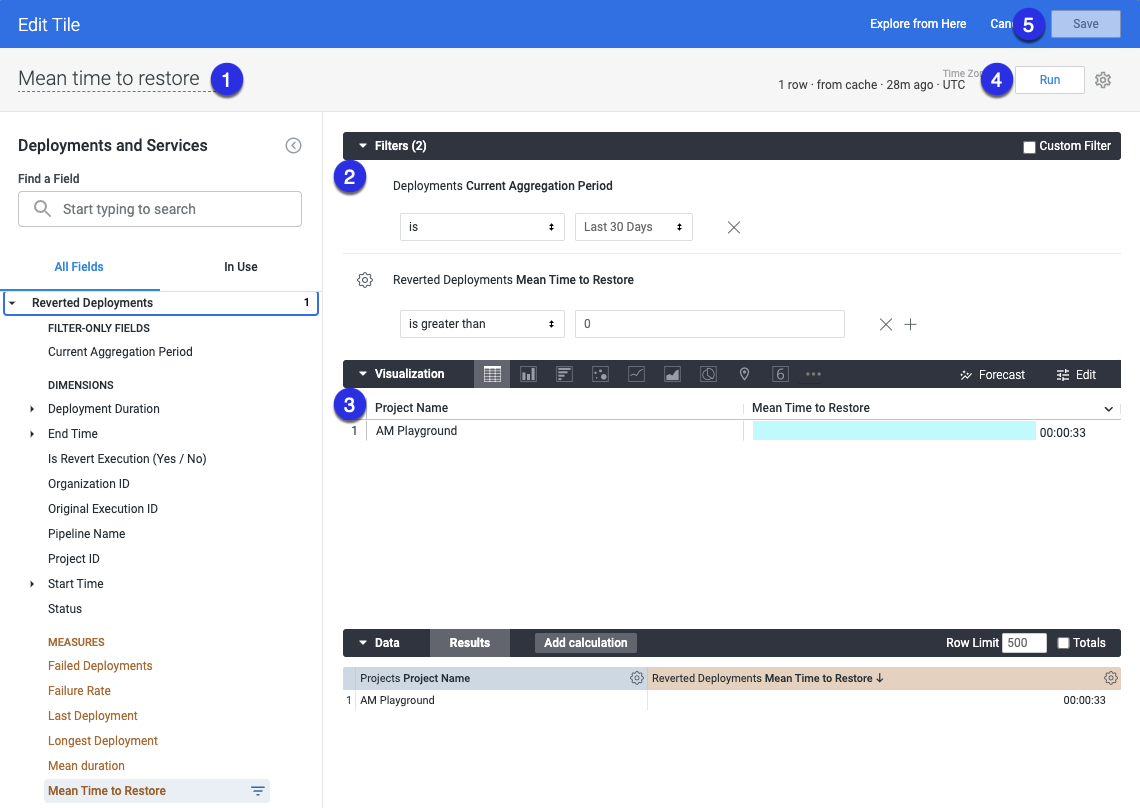 Edit Tile
Explore from Here
5
Save
Mean time to restore
1
1 row · from cache · 28m ago · UTC
4
Run
Deployments and Services
Find a Field
Start typing to search
All Fields
In Use
Reverted Deployments
1
FILTER-ONLY FIELDS
Current Aggregation Period
DIMENSIONS
Deployment Duration
End Time
Is Revert Execution (Yes / No)
Organization ID
Original Execution ID
Pipeline Name
Project ID
Start Time
Status
MEASURES
Failed Deployments
Failure Rate
Last Deployment
Longest Deployment
Mean duration
Mean Time to Restore
Filters (2)
Custom Filter
2
Deployments Current Aggregation Period
is
Last 30 Days
Reverted Deployments Mean Time to Restore
is greater than
0
Visualization
6
Forecast
Edit
3
Project Name
Mean Time to Restore
1
AM Playground
00:00:33
Data
Results
Add calculation
Row Limit
500
Totals
Projects Project Name
Reverted Deployments Mean Time to Restore
1
AM Playground
00:00:33